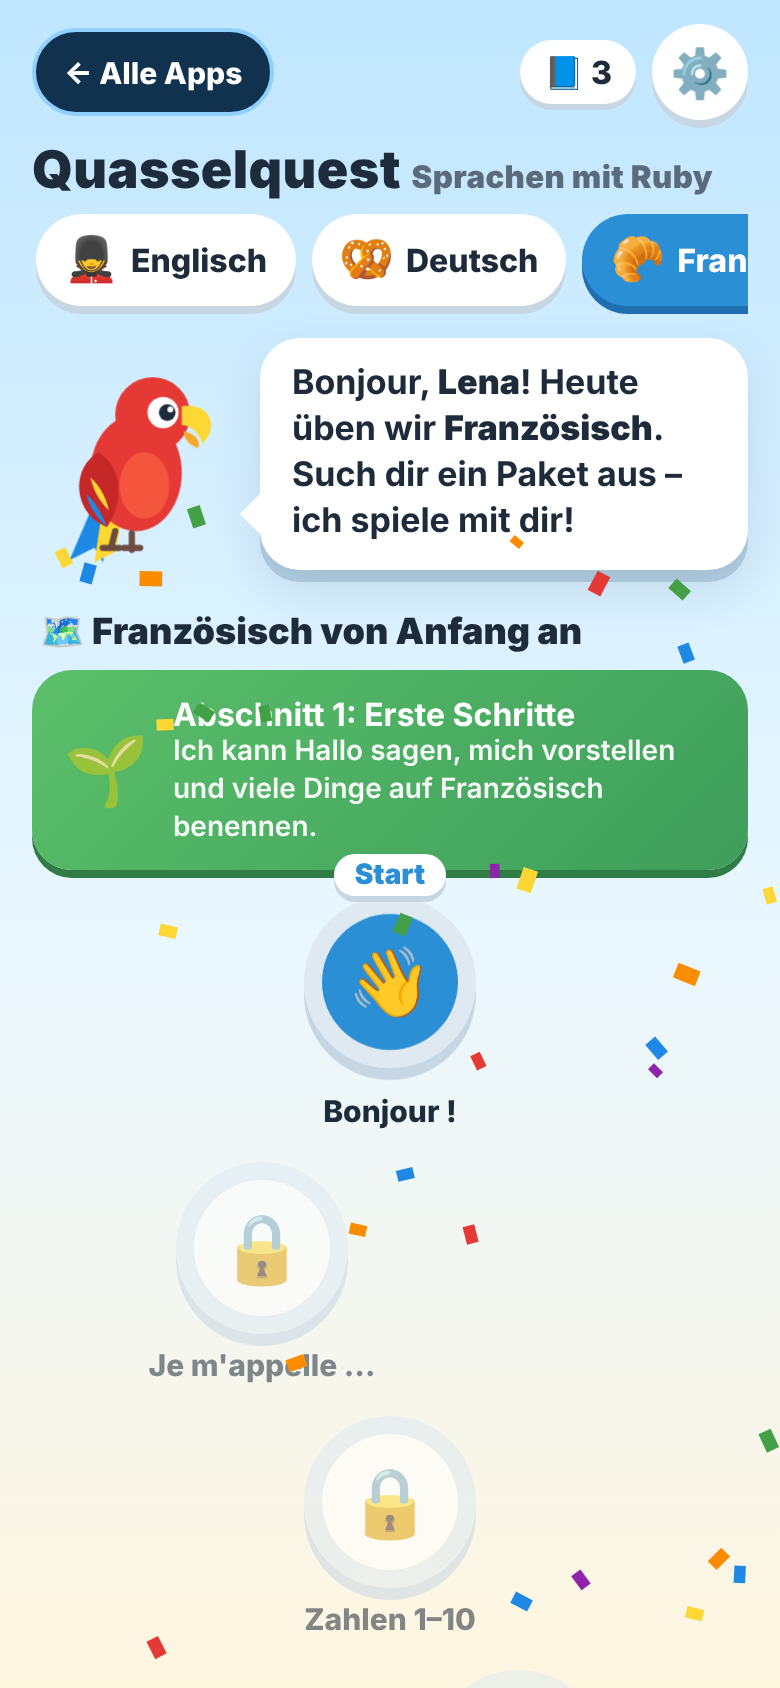 ← Alle Apps
3
Quasselquest Sprachen mit Ruby
Englisch
Deutsch
Fran
Bonjour, Lena! Heute
üben wir Französisch.
Such dir ein Paket aus –
ich spiele mit dir!
Französisch von Anfang an
Abschnitt 1: Erste Schritte
Ich kann Hallo sagen, mich vorstellen
und viele Dinge auf Französisch
benennen.
Start
Bonjour !
Je m'appelle ...
Zahlen 1–10